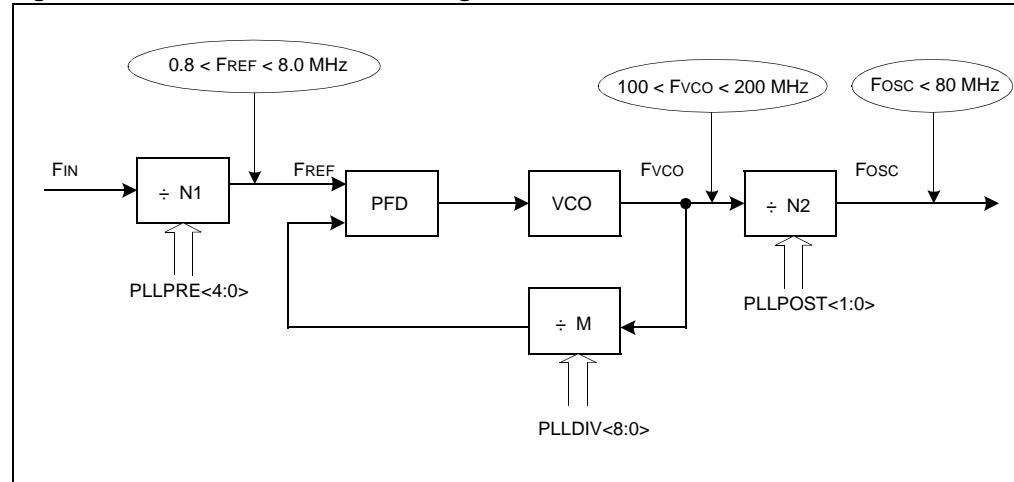 0.8 < FREF < 8.0 MHz
100 < FVCO < 200 MHz
FOSC < 80 MHz
FIN
FREF
FVCO
FOSC
÷ N1
PFD
VCO
÷ N2
PLLPRE<4:0>
PLLPOST<1:0>
÷ M
PLLDIV<8:0>